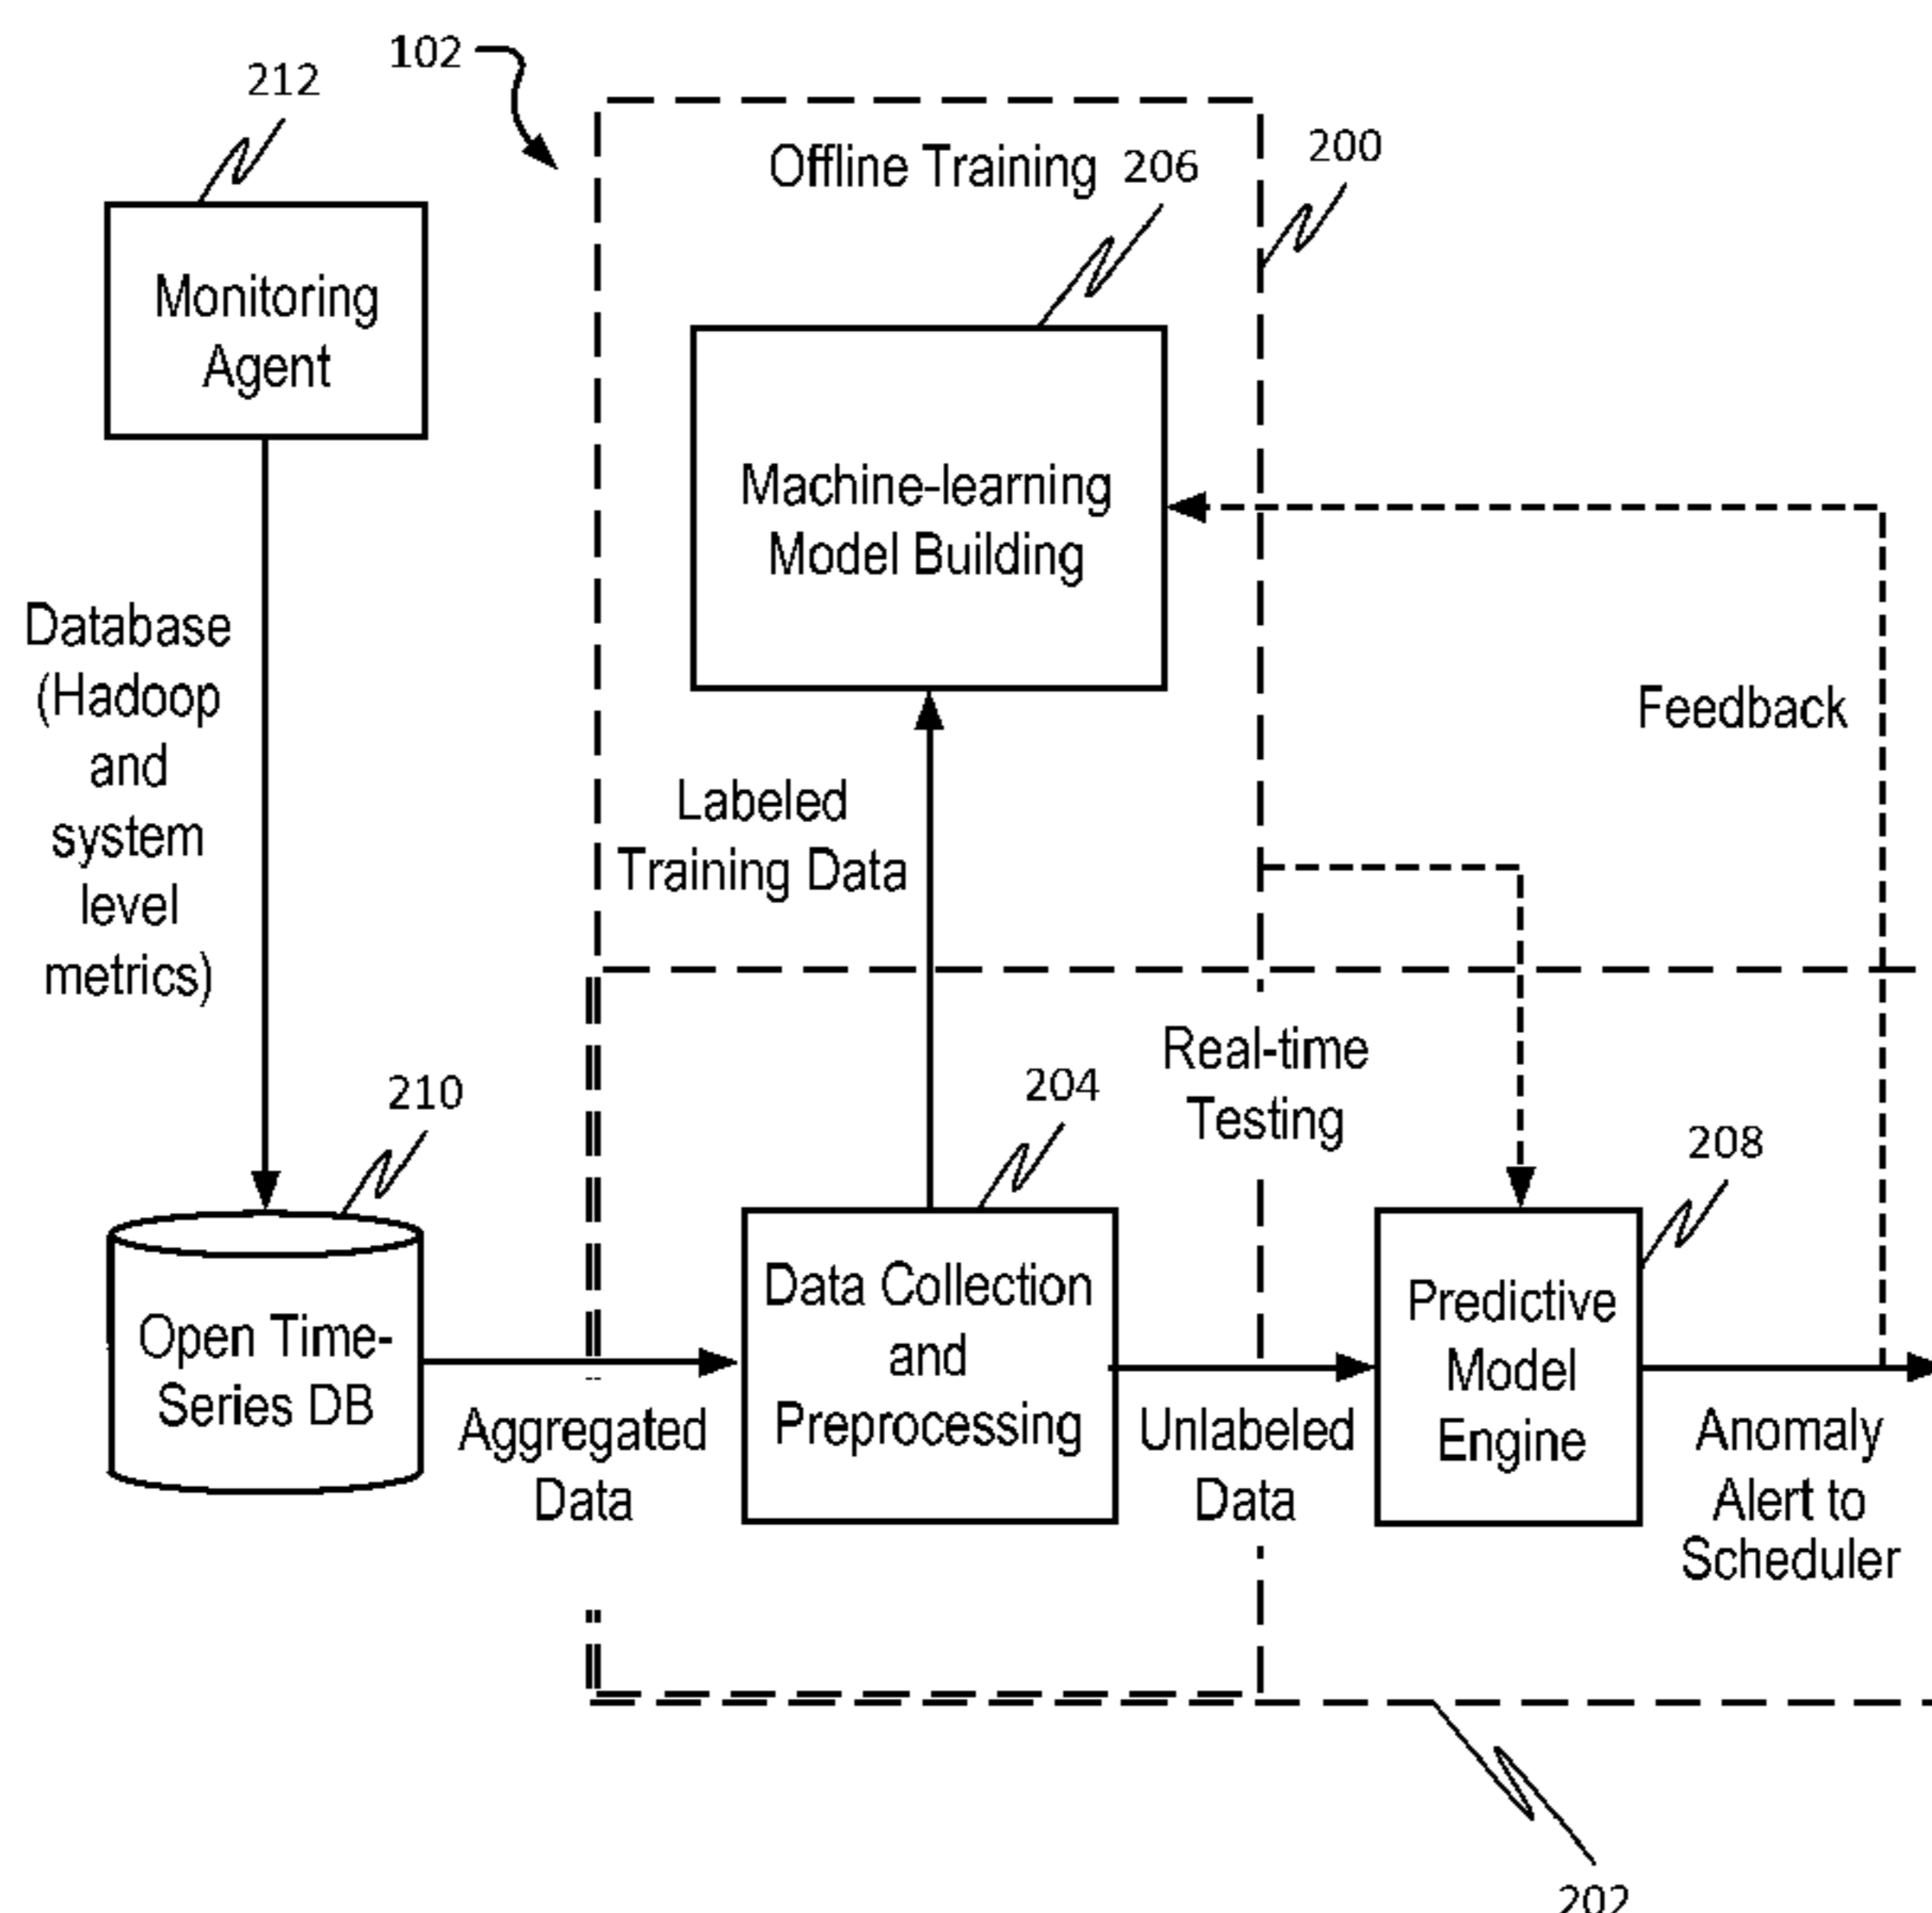 102
212
Offline Training
206
200
Monitoring
Agent
Machine-learning
Model Building
Database
(Hadoop
and
system
level
metrics)
Feedback
Labeled
Training Data
Real-time
Testing
210
204
208
Open Time-
Series DB
Aggregated
Data
Data Collection
and
Preprocessing
Unlabeled
Data
Predictive
Model
Engine
Anomaly
Alert to
Scheduler
202